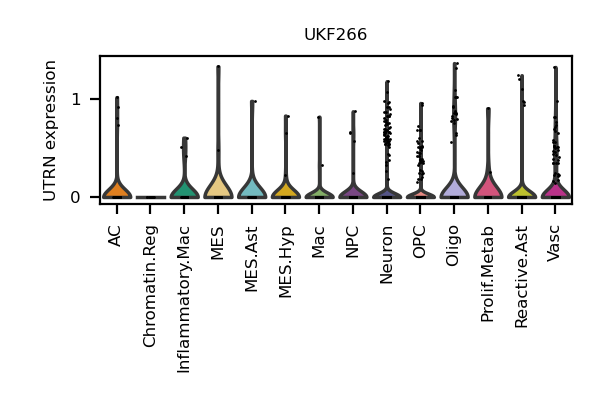 UKF266
UTRN expression
1
0
AC
Chromatin.Reg
Inflammatory.Mac
MES
MES.Ast
MES.Hyp
Mac
NPC
Neuron
OPC
Oligo
Prolif.Metab
Reactive.Ast
Vasc